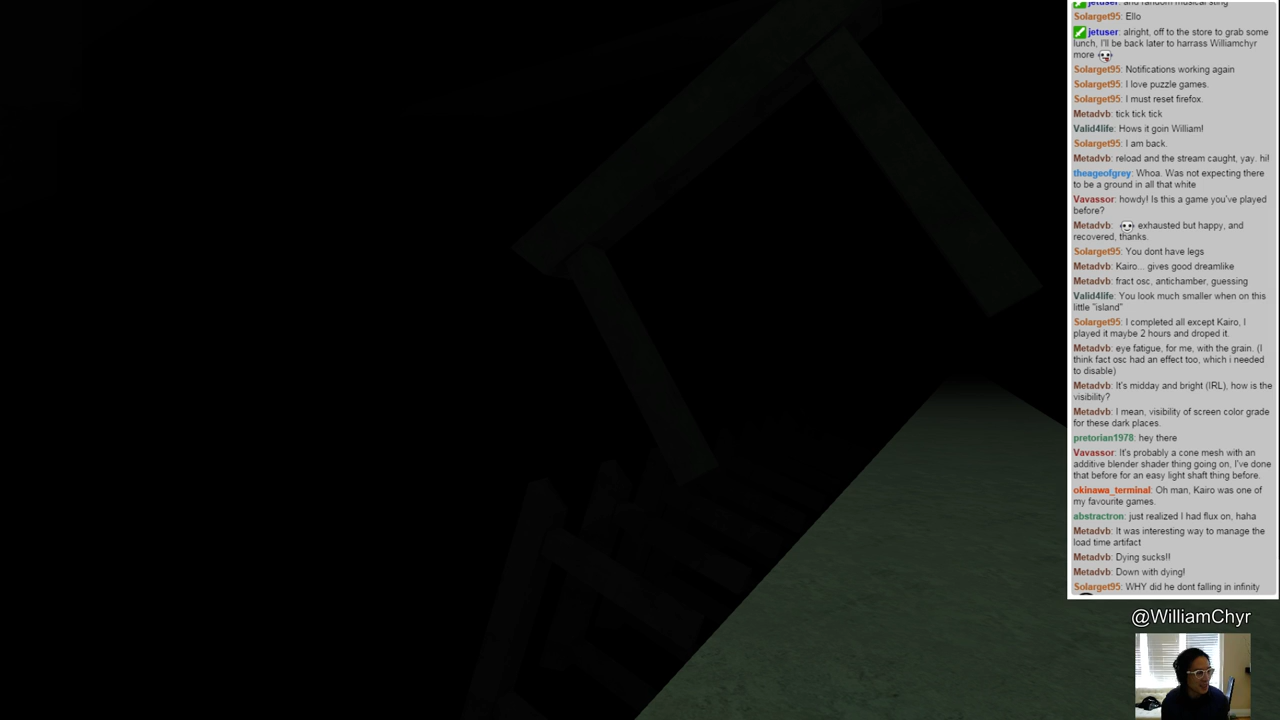 jetuser: and random musical sting
Solarget95: Ello
jetuser: alright, off to the store to grab some
lunch, I'll be back later to harrass Williamchyr
more
Solarget95: Notifications working again
Solarget95: I love puzzle games.
Solarget95: I must reset firefox.
Metadvb: tick tick tick
Valid4life: Hows it goin William!
Solarget95: I am back.
Metadvb: reload and the stream caught, yay. hi!
theageofgrey: Whoa. Was not expecting there
to be a ground in all that white
Vavassor: howdy! Is this a game you've played
before?
Metadvb: exhausted but happy, and
recovered, thanks.
Solarget95: You dont have legs
Metadvb: Kairo... gives good dreamlike
Metadvb: fract osc, antichamber, guessing
Valid4life: You look much smaller when on this
little "island"
Solarget95: I completed all except Kairo, I
played it maybe 2 hours and droped it.
Metadvb: eye fatigue, for me, with the grain. (I
think fact osc had an effect too, which i needed
to disable)
Metadvb: It's midday and bright (IRL), how is the
visibility?
Metadvb: I mean, visibility of screen color grade
for these dark places.
pretorian1978: hey there
Vavassor: It's probably a cone mesh with an
additive blender shader thing going on, I've done
that before for an easy light shaft thing before.
okinawa_terminal: Oh man, Kairo was one of
my favourite games.
abstractron: just realized I had flux on, haha
Metadvb: It was interesting way to manage the
load time artifact
Metadvb: Dying sucks!!
Metadvb: Down with dying!
Solarget95: WHY did he dont falling in infinity
@WilliamChyr